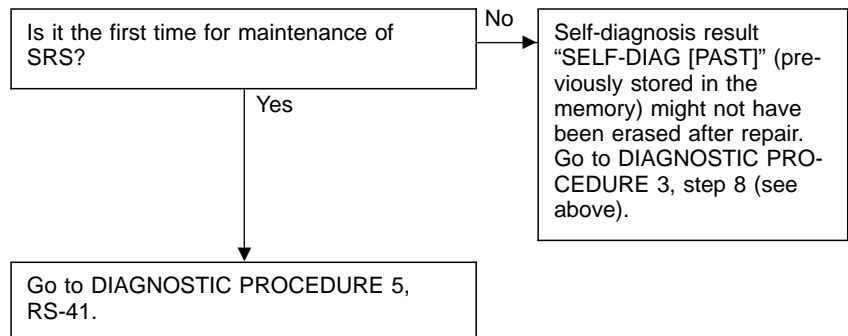 Is it the first time for maintenance of
SRS?
No
Self-diagnosis result
“SELF-DIAG [PAST]” (pre-
viously stored in the
memory) might not have
been erased after repair.
Go to DIAGNOSTIC PRO-
CEDURE 3, step 8 (see
above).
Yes
Go to DIAGNOSTIC PROCEDURE 5,
RS-41.